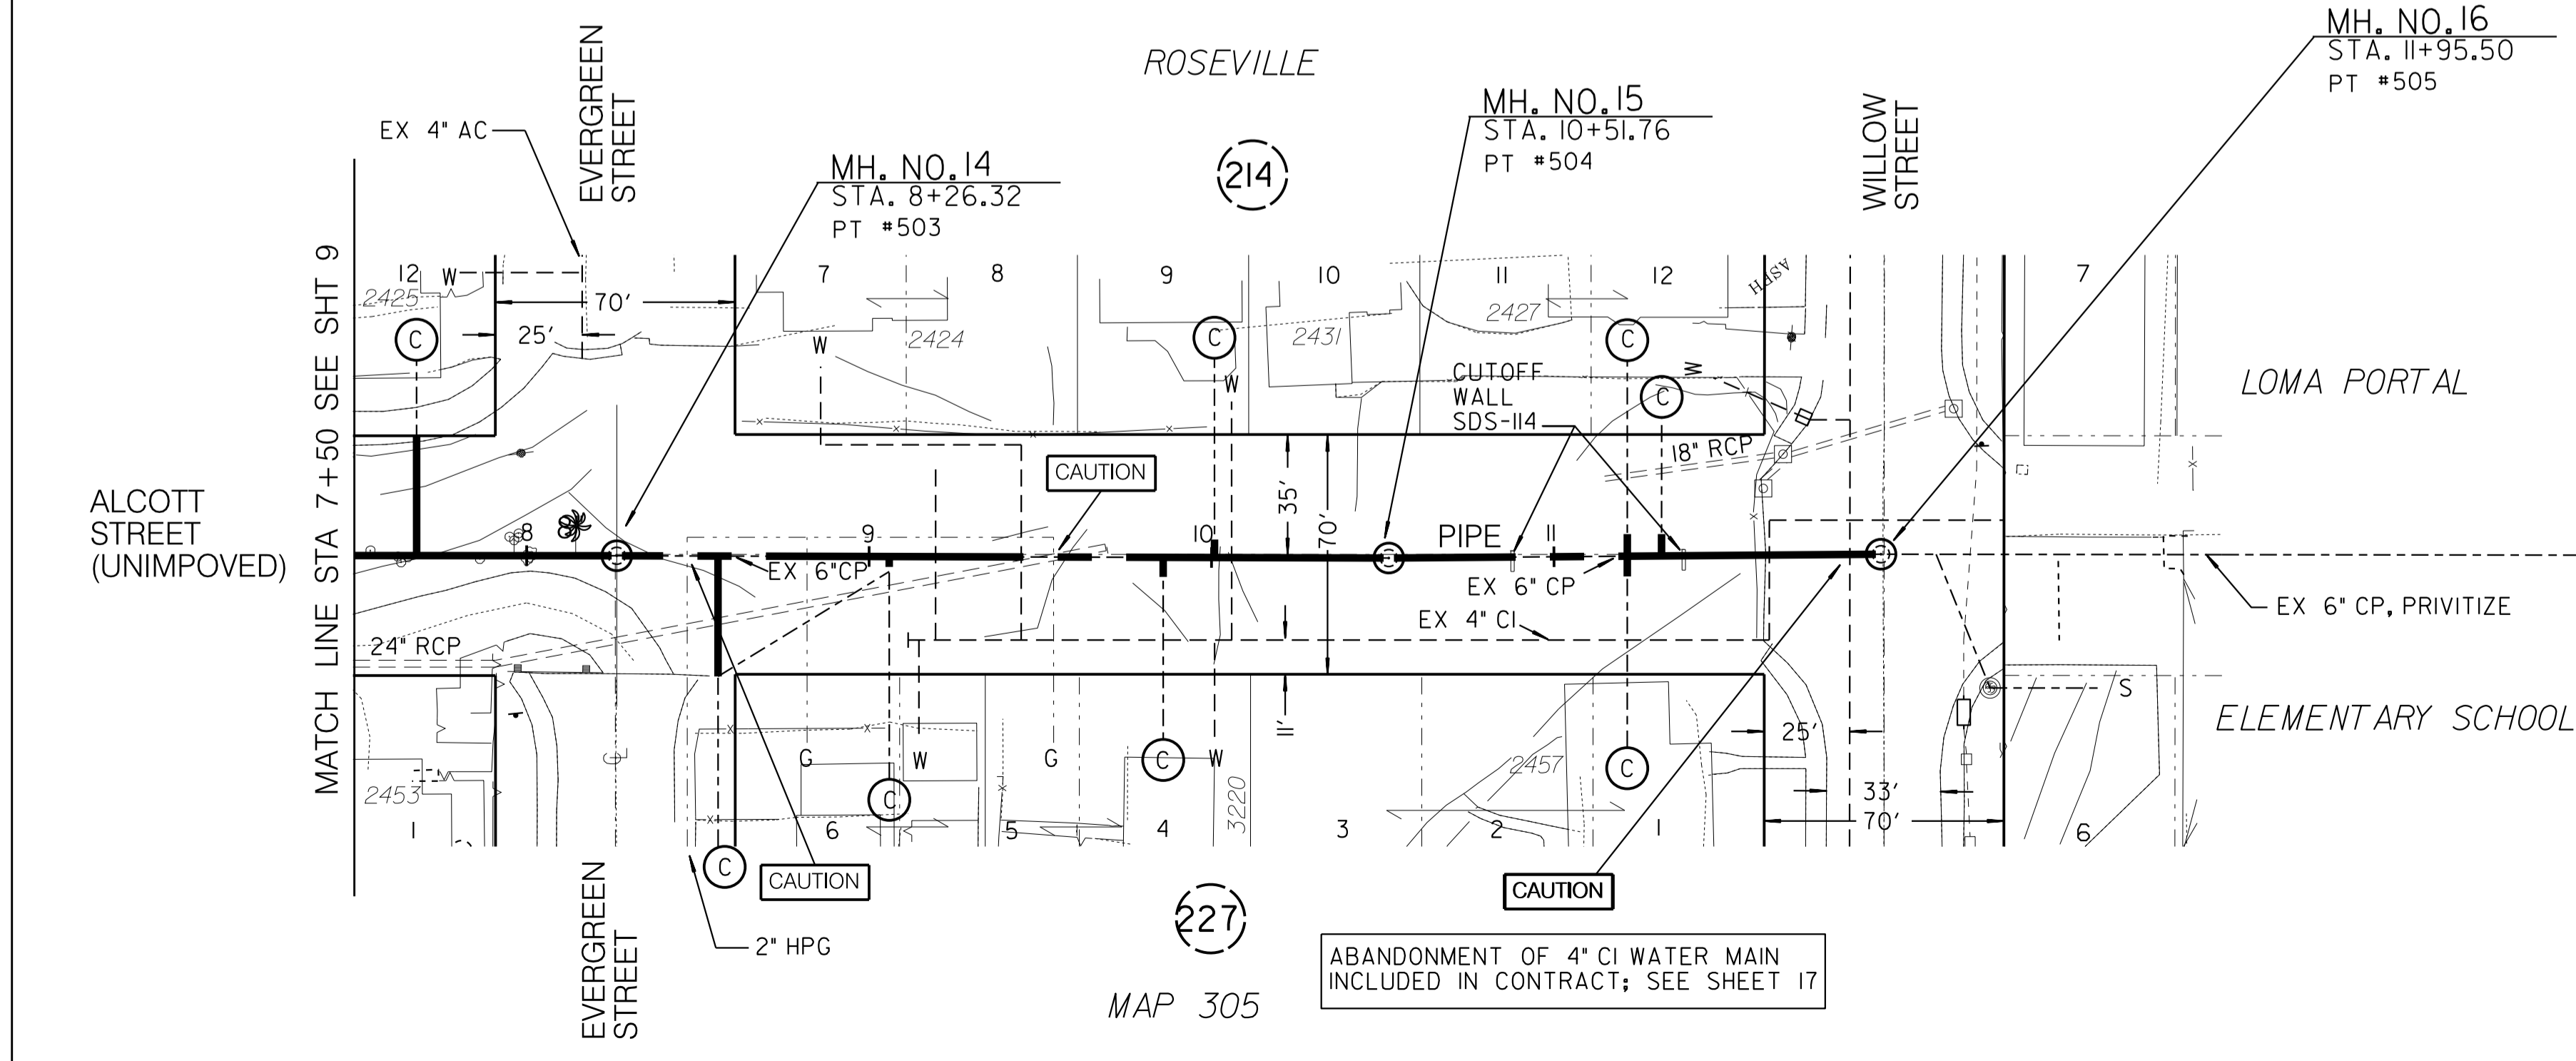 ROSEVILLE
MH. NO. 16
STA. 11+95.50
PT #505
EVERGREEN
STREET
EX 4" AC
MH. NO. 15
STA. 10+51.76
PT #504
WILLOW
STREET
MH. NO. 14
STA. 8+26.32
PT #503
214
MATCH LINE STA 7+50 SEE SHT 9
12
W
2425
70'
25'
C
7
8
9
10
11
12
7
ASPH
W
2424
C
W
2431
2427
C
C
W
CUTOFF
WALL
SDS-114
LOMA PORTAL
18" RCP
CAUTION
35'
70'
ALCOTT
STREET
(UNIMPOVED)
8
9
10
PIPE
11
EX 6"CP
EX 6" CP
EX 4" CI
EX 6" CP, PRIVITIZE
24" RCP
11'
S
ELEMENTARY SCHOOL
25'
33'
70'
CL
G
W
G
C
W
C
C
2453
3220
2457
1
6
5
4
3
2
1
6
C
CAUTION
CAUTION
2" HPG
EVERGREEN
STREET
227
MAP 305
ABANDONMENT OF 4" CI WATER MAIN
INCLUDED IN CONTRACT; SEE SHEET 17